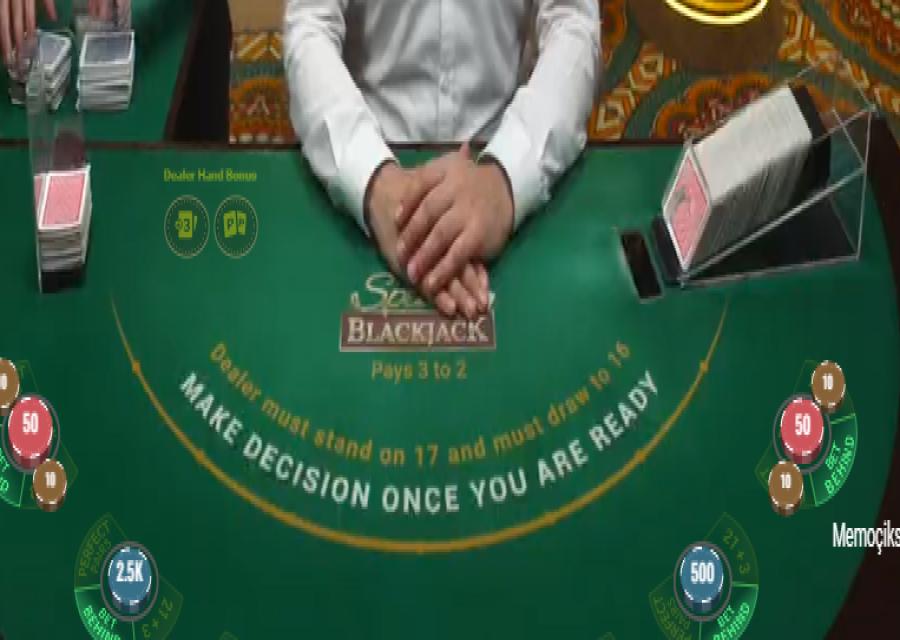 Dealer Hand Bonus
BLACKJACK
Pays 3 to 2
Dealer must stand on 17 and must draw to 16
MAKE DECISION ONCE YOU ARE READY
10
50
10
50
10
BET
BEHIND
10
Memoçiks
PERFECT
PAIRS
2.5K
BET
BEHIND
21+3
21+3
500
BET
BEHIND
PERFECT
PAIRS